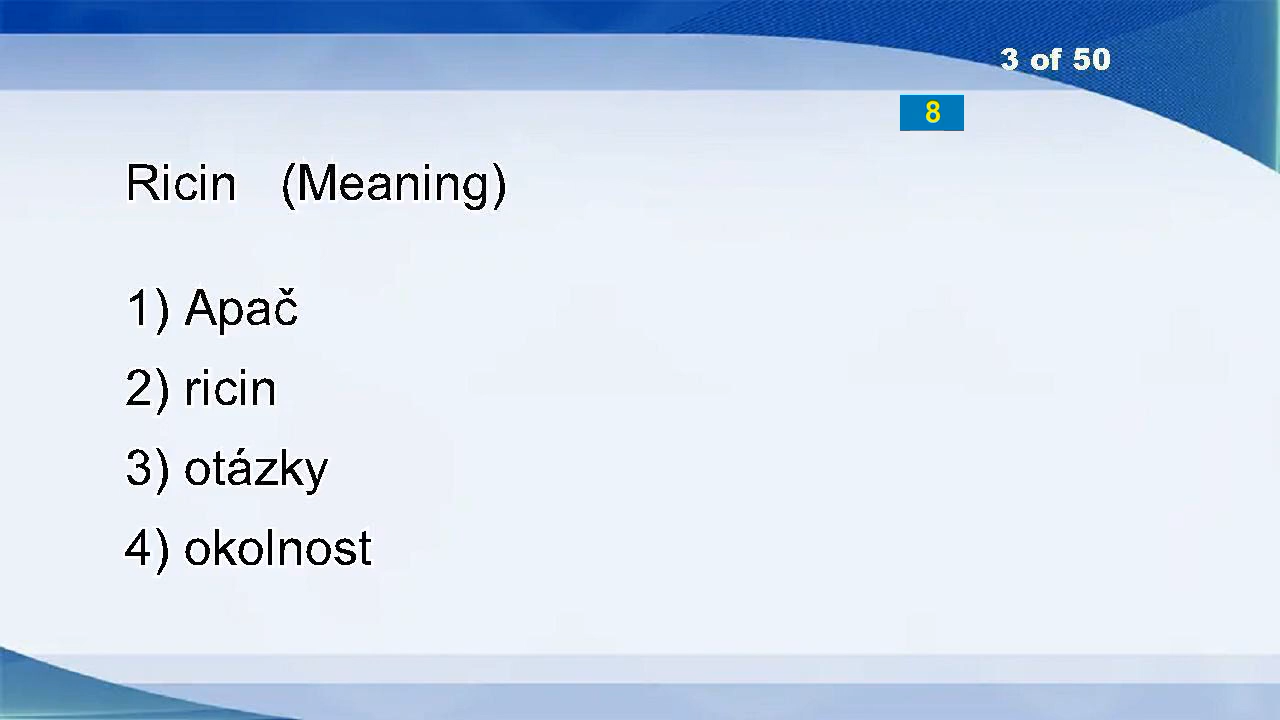 3 of 50
8
Ricin (Meaning)
1) Apač
2) ricin
3) otázky
4) okolnost